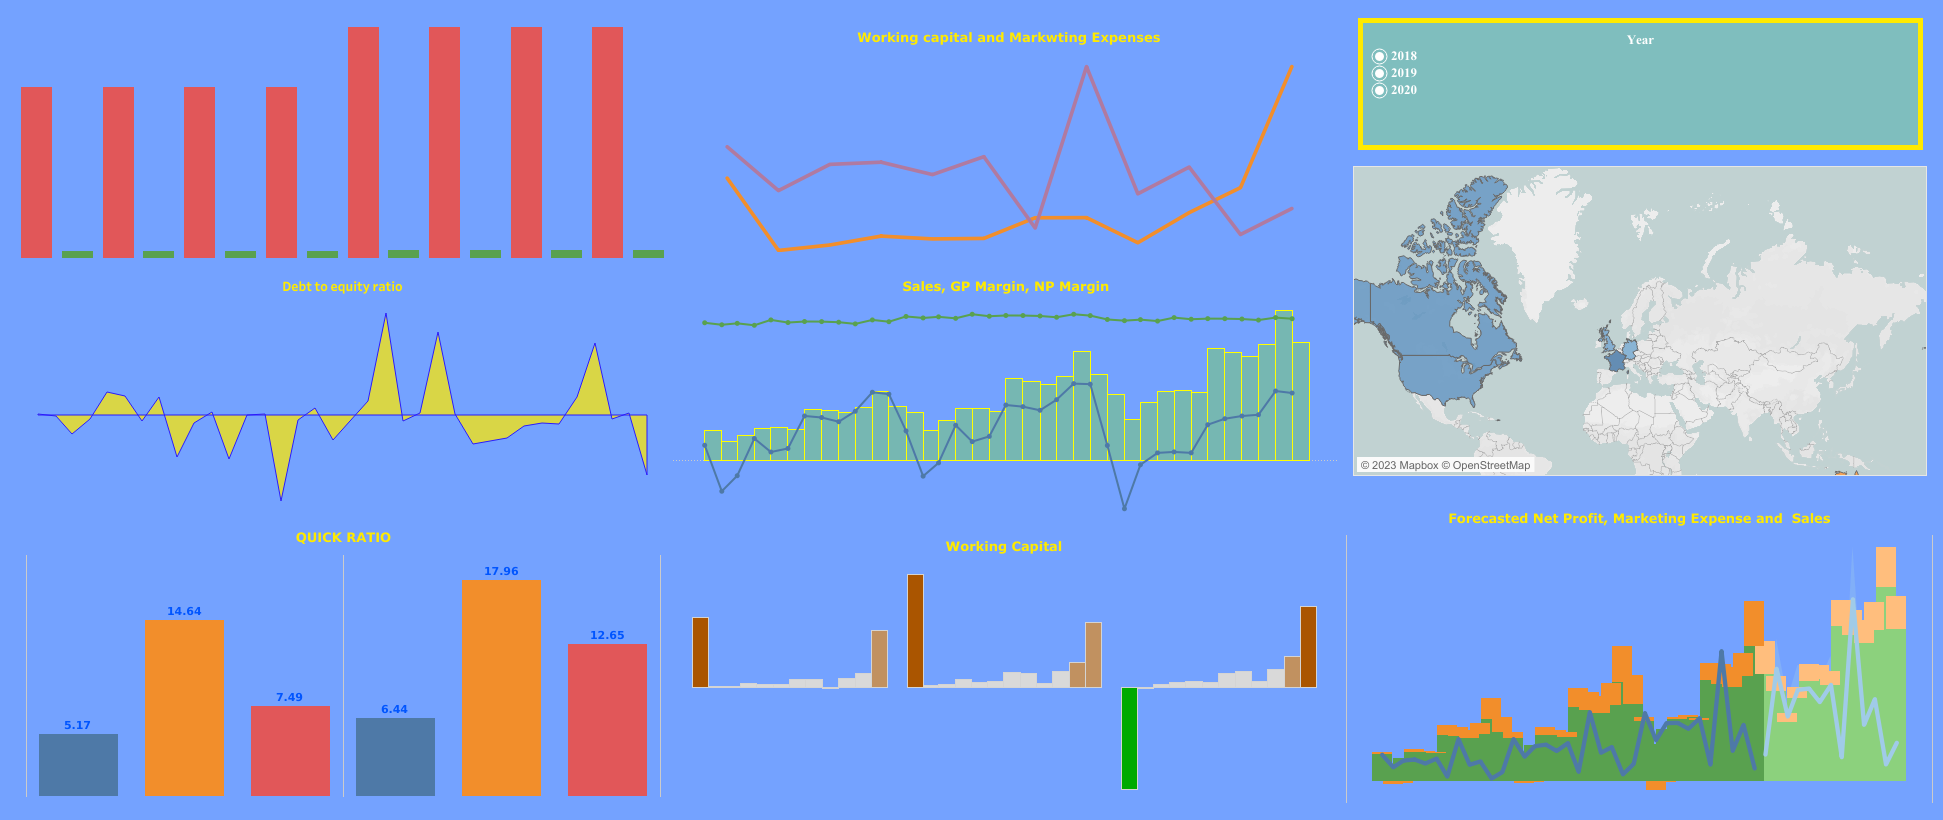 Working capital and Markwting Expenses
Year
2018
2019
2020
Debt to equity ratio
Sales, GP Margin, NP Margin
© 2023 Mapbox © OpenStreetMap
Forecasted Net Profit, Marketing Expense and  Sales
QUICK RATIO
Working Capital
17.96
14.64
12.65
7.49
6.44
5.17